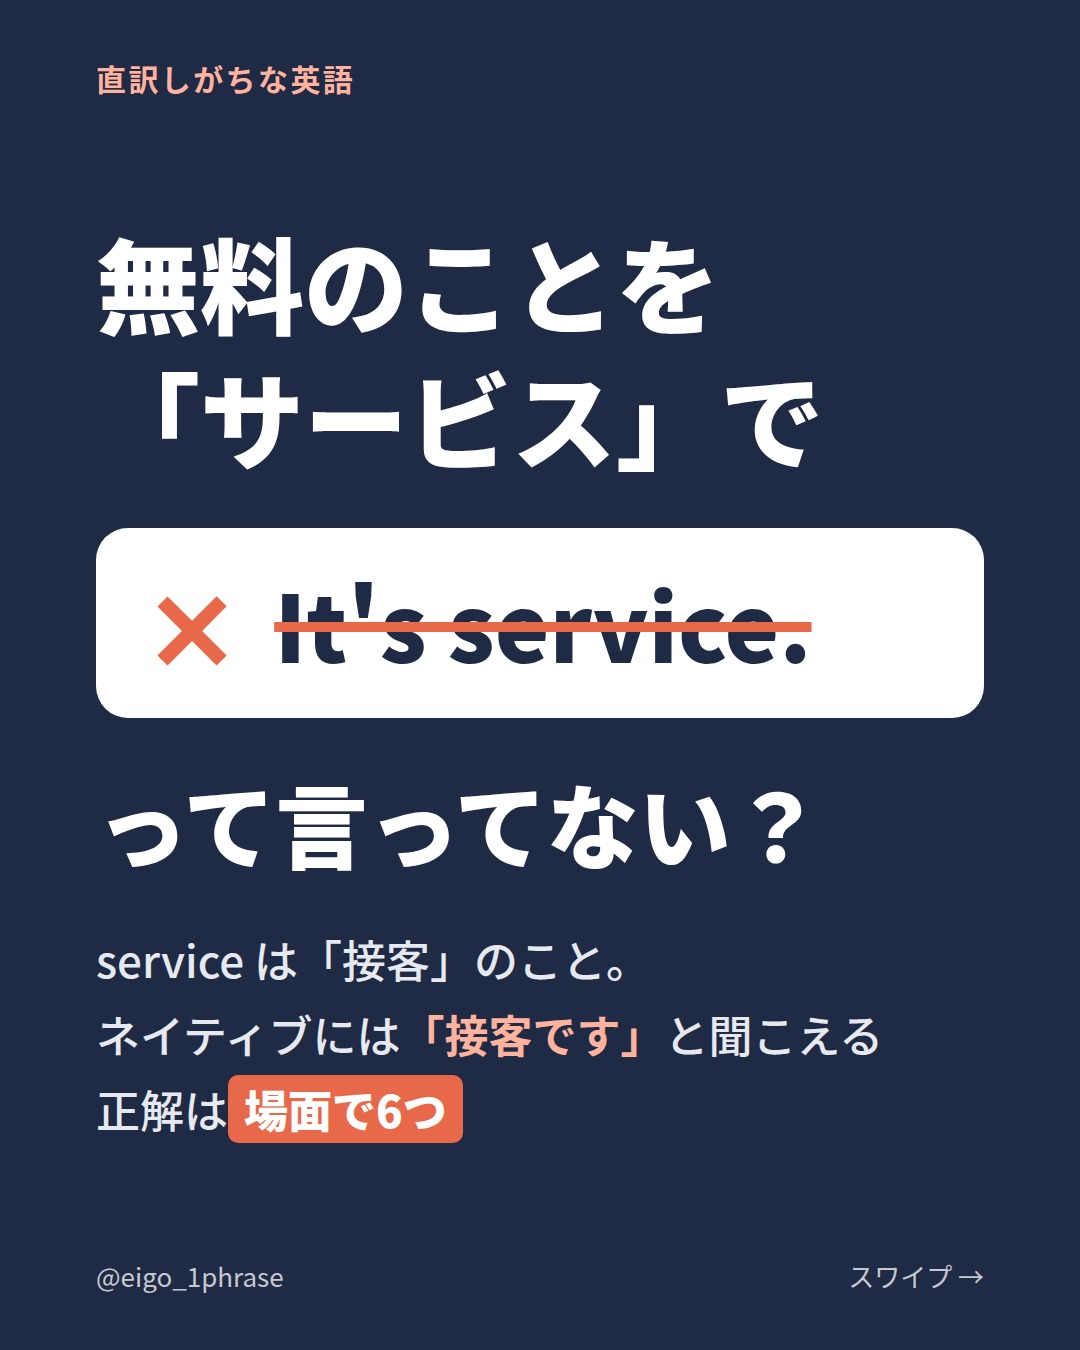 直訳しがちな英語
無料のことを
「サービス」で
× It's service.
って言ってない？
service は「接客」のこと。
ネイティブには「接客です」と聞こえる
正解は 場面で6つ
@eigo_1phrase
スワイプ →